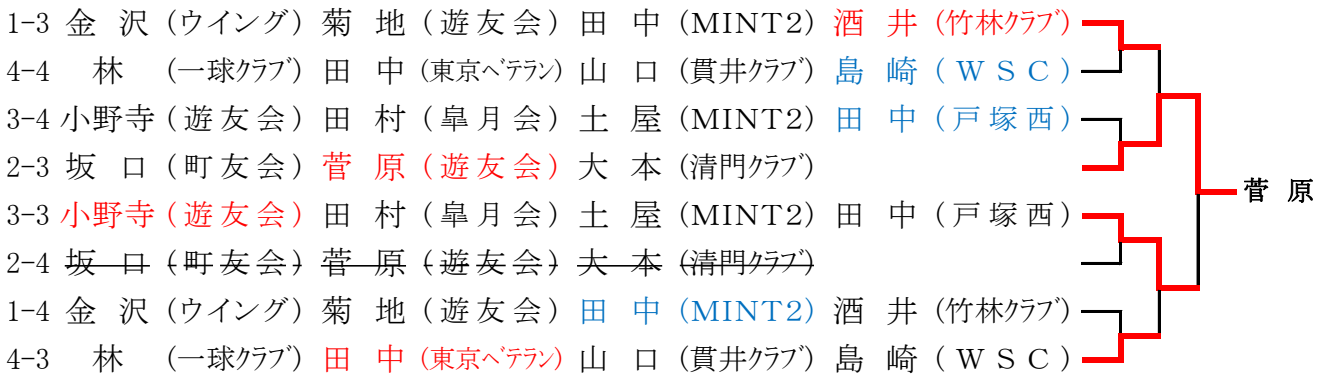 1-3 金 沢 (ウイング) 菊 地 (遊友会) 田 中 (MINT2) 酒 井 (竹林ｸﾗﾌﾞ)
4-4 林 (一球ｸﾗﾌﾞ) 田 中 (東京ﾍﾞﾃﾗﾝ) 山 口 (貫井ｸﾗﾌﾞ) 島 崎 (WSC)
3-4 小野寺 (遊友会) 田 村 (皐月会) 土 屋 (MINT2) 田 中 (戸塚西)
2-3 坂 口 (町友会) 菅 原 (遊友会) 大 本 (清門ｸﾗﾌﾞ)
菅 原
3-3 小野寺 (遊友会) 田 村 (皐月会) 土 屋 (MINT2) 田 中 (戸塚西)
2-4 坂 口 (町友会) 菅 原 (遊友会) 大 本 (清門ｸﾗﾌﾞ)
1-4 金 沢 (ウイング) 菊 地 (遊友会) 田 中 (MINT2) 酒 井 (竹林ｸﾗﾌﾞ)
4-3 林 (一球ｸﾗﾌﾞ) 田 中 (東京ﾍﾞﾃﾗﾝ) 山 口 (貫井ｸﾗﾌﾞ) 島 崎 (WSC)